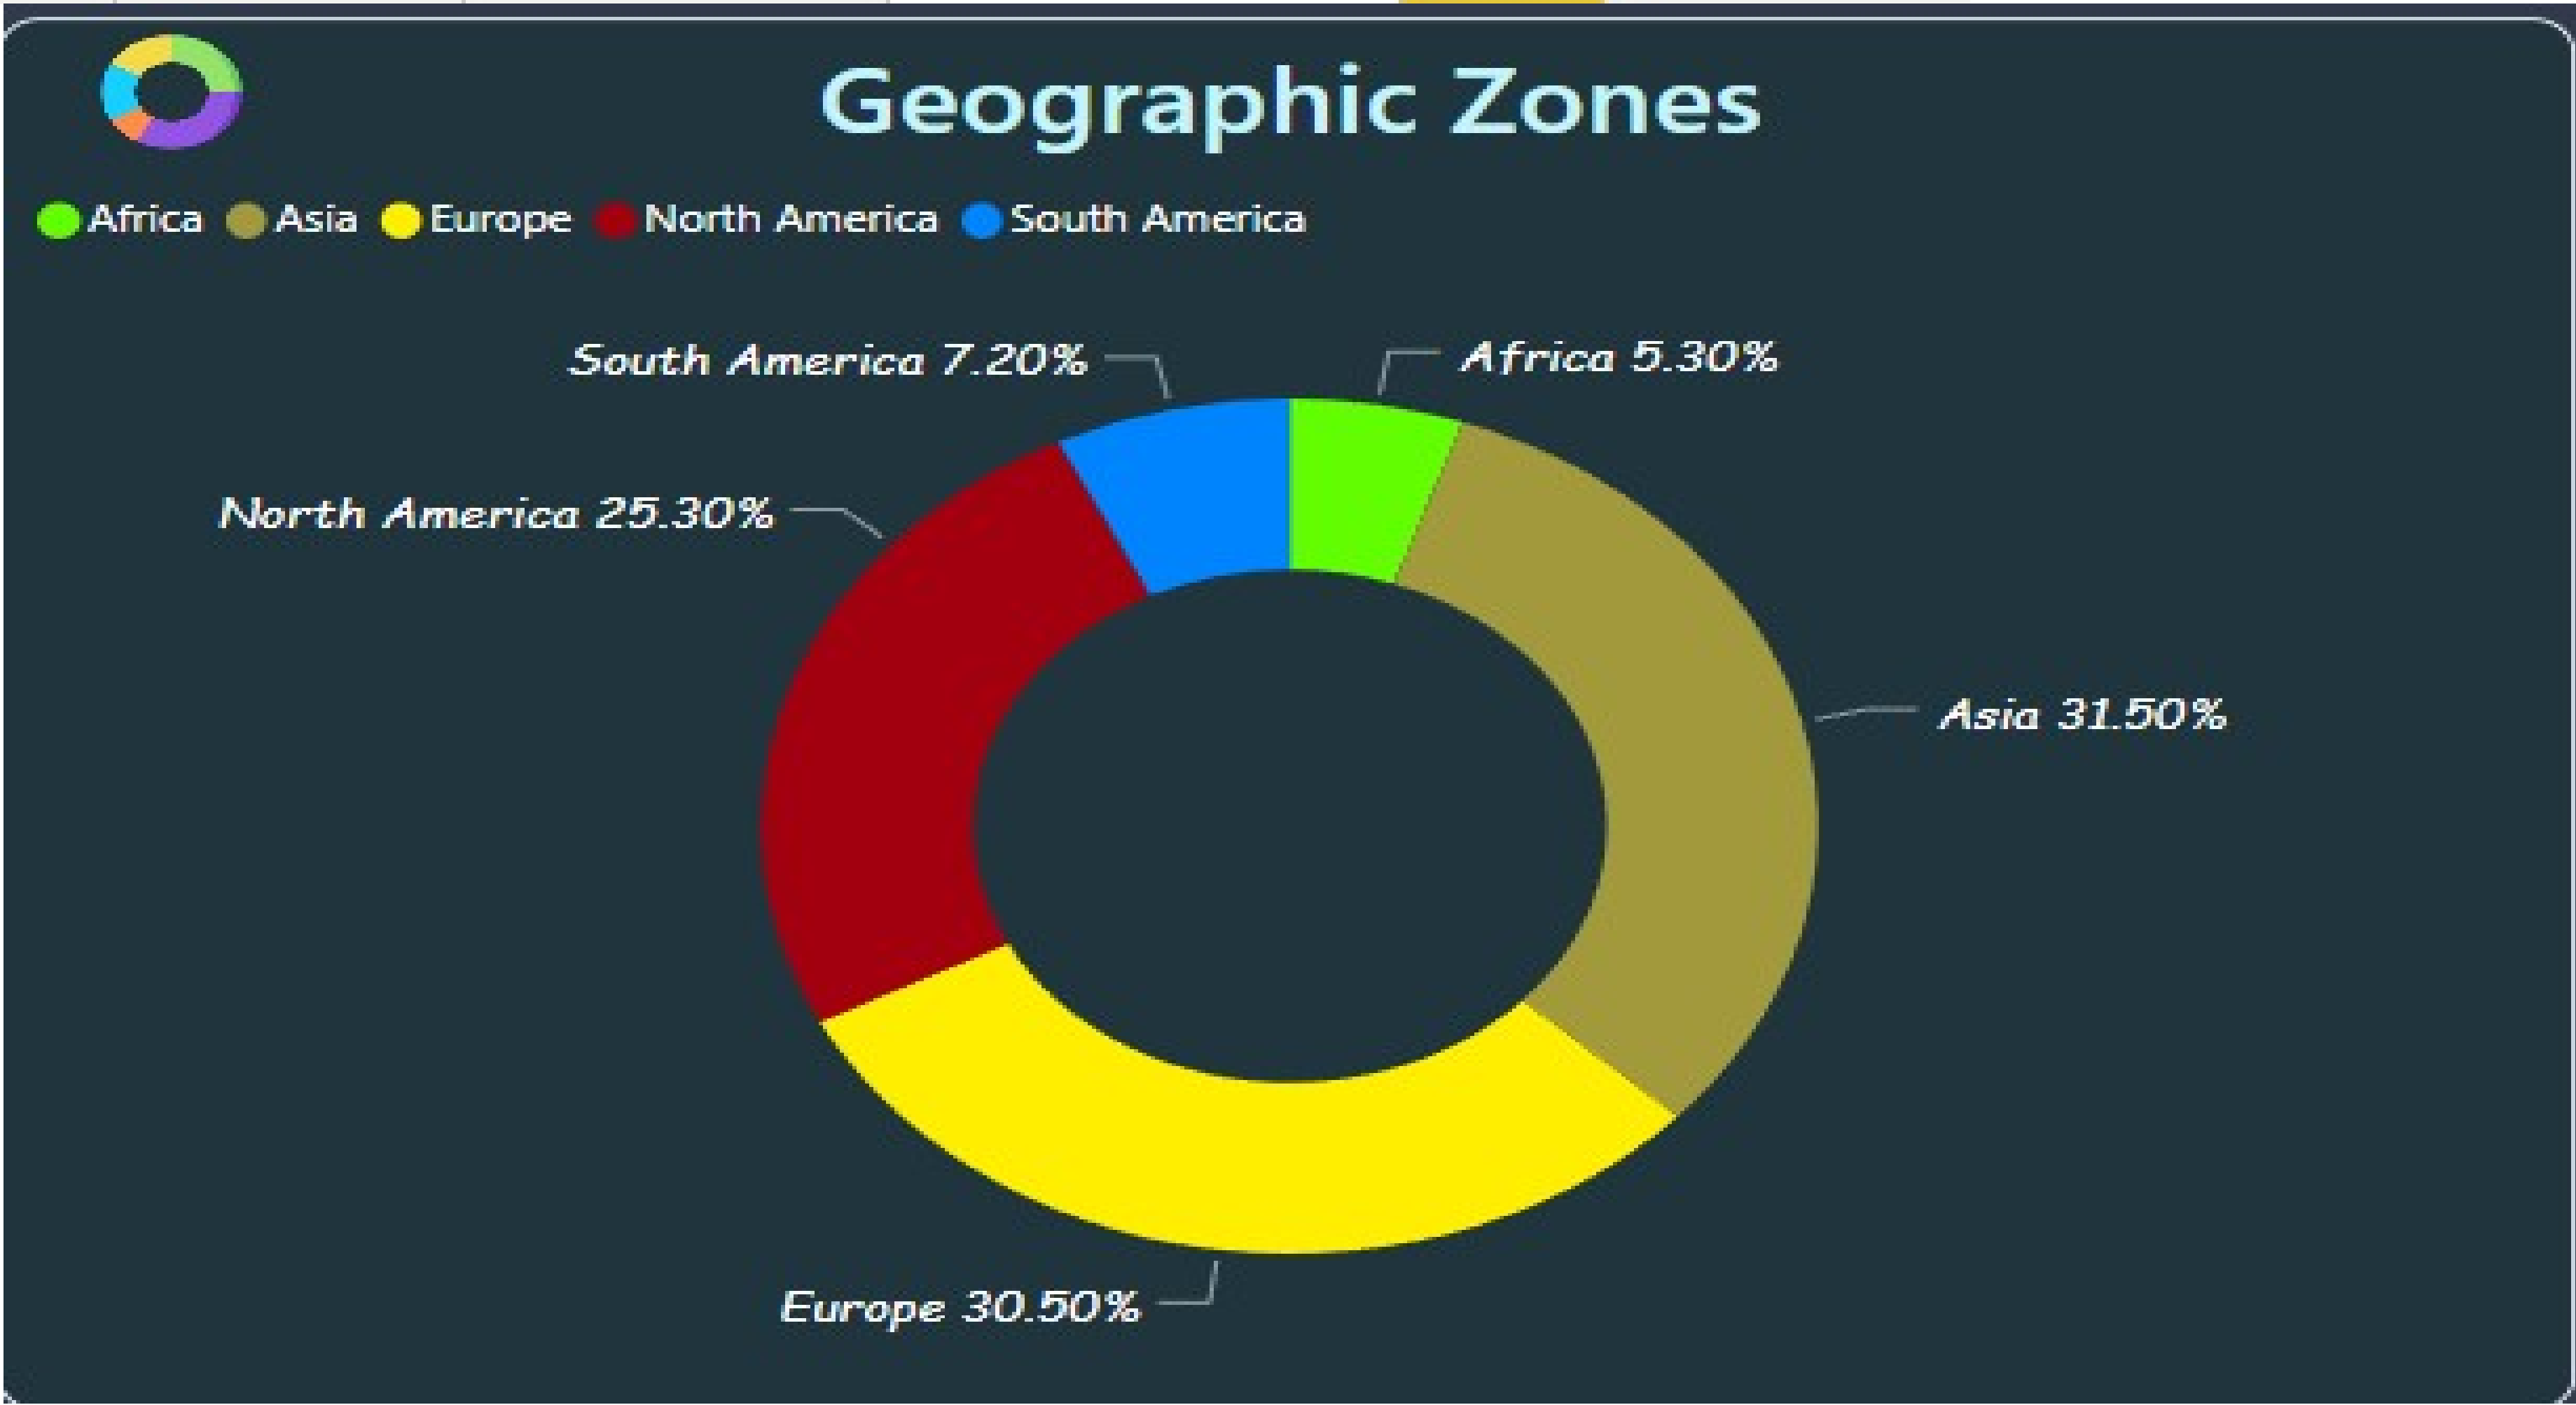 Geographic Zones
Africa Asia Europe North America South America
South America 7.20%
Africa 5.30%
North America 25.30%
Asia 31.50%
Europe 30.50%